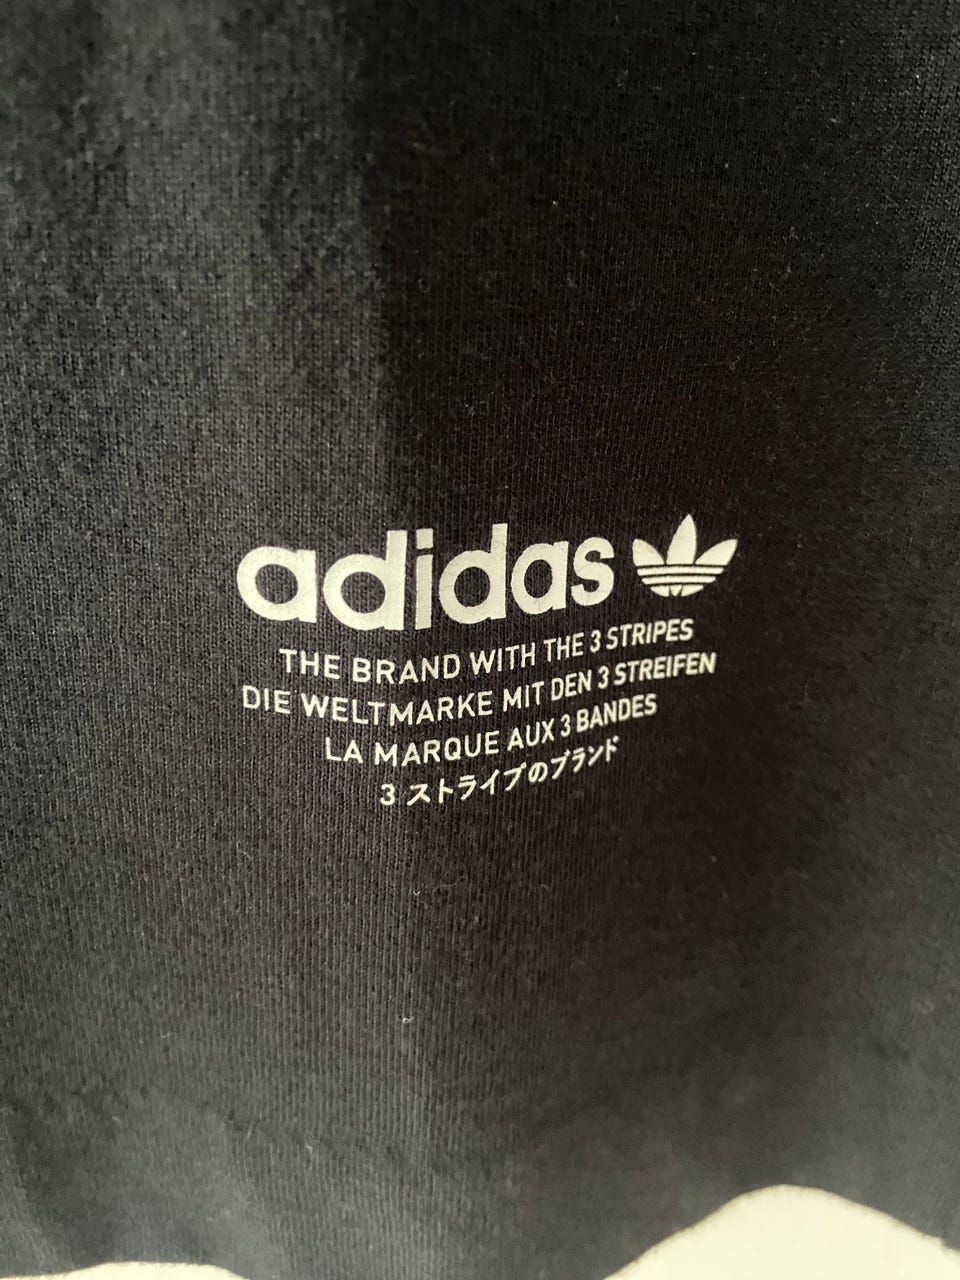 adidas
THE BRAND WITH THE 3 STRIPES
DIE WELTMARKE MIT DEN 3 STREIFEN
LA MARQUE AUX 3 BANDES
3 ストライプのブランド